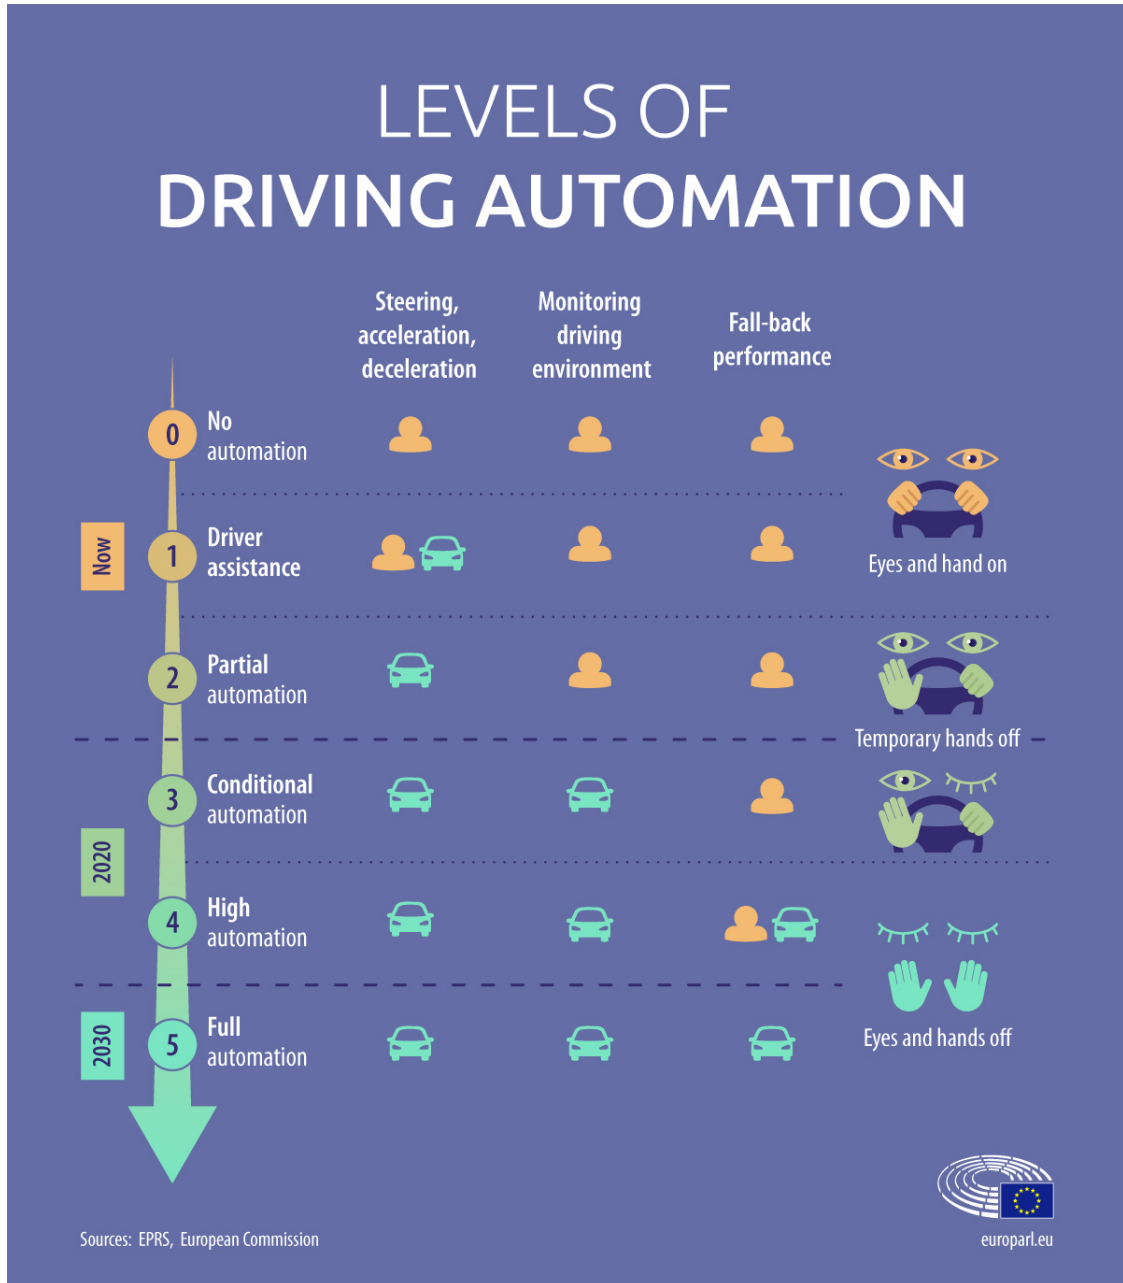 LEVELS OF
DRIVING AUTOMATION
Steering,
acceleration,
deceleration
Monitoring
driving
environment
Fall-back
performance
0
No
automation
Now
1
Driver
assistance
Eyes and hand on
2
Partial
automation
Temporary hands off
3
Conditional
automation
2020
4
High
automation
2030
5
Full
automation
Eyes and hands off
Sources: EPRS, European Commission
europarl.eu